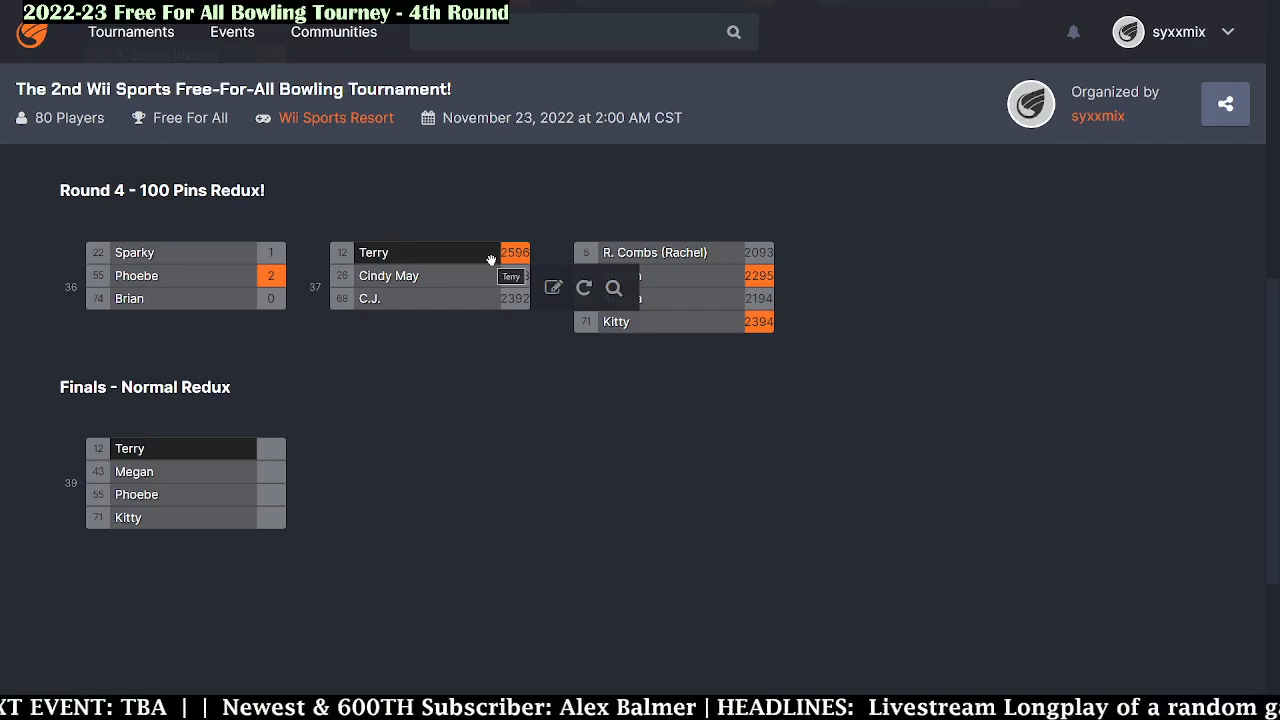 2022-23 Free For All Bowling Tourney - 4th Round
Tournaments Events Communities
syxxmix
The 2nd Wii Sports Free-For-All Bowling Tournament!
80 Players Free For All Wii Sports Resort November 23, 2022 at 2:00 AM CST
Organized by
syxxmix
Round 4 - 100 Pins Redux!
36
22 Sparky 1
55 Phoebe 2
74 Brian 0
37
12 Terry 2596
26 Cindy May
68 C.J. 2392
Terry
5 R. Combs (Rachel) 2093
2295
2194
71 Kitty 2394
Finals - Normal Redux
39
12 Terry
43 Megan
55 Phoebe
71 Kitty
XT EVENT: TBA | | Newest & 600TH Subscriber: Alex Balmer | HEADLINES: Livestream Longplay of a random g